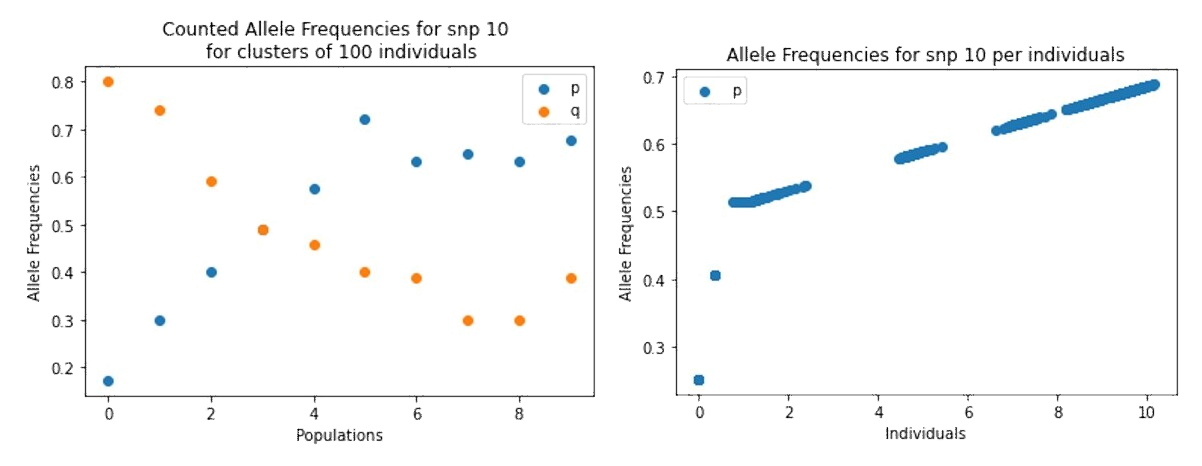 Counted Allele Frequencies for snp 10
for clusters of 100 individuals
Allele Frequencies
0.8
0.7
0.6
0.5
0.4
0.3
0.2
p
q
0 2 4 6 8
Populations
Allele Frequencies for snp 10 per individuals
Allele Frequencies
0.7
0.6
0.5
0.4
0.3
p
0 2 4 6 8 10
Individuals